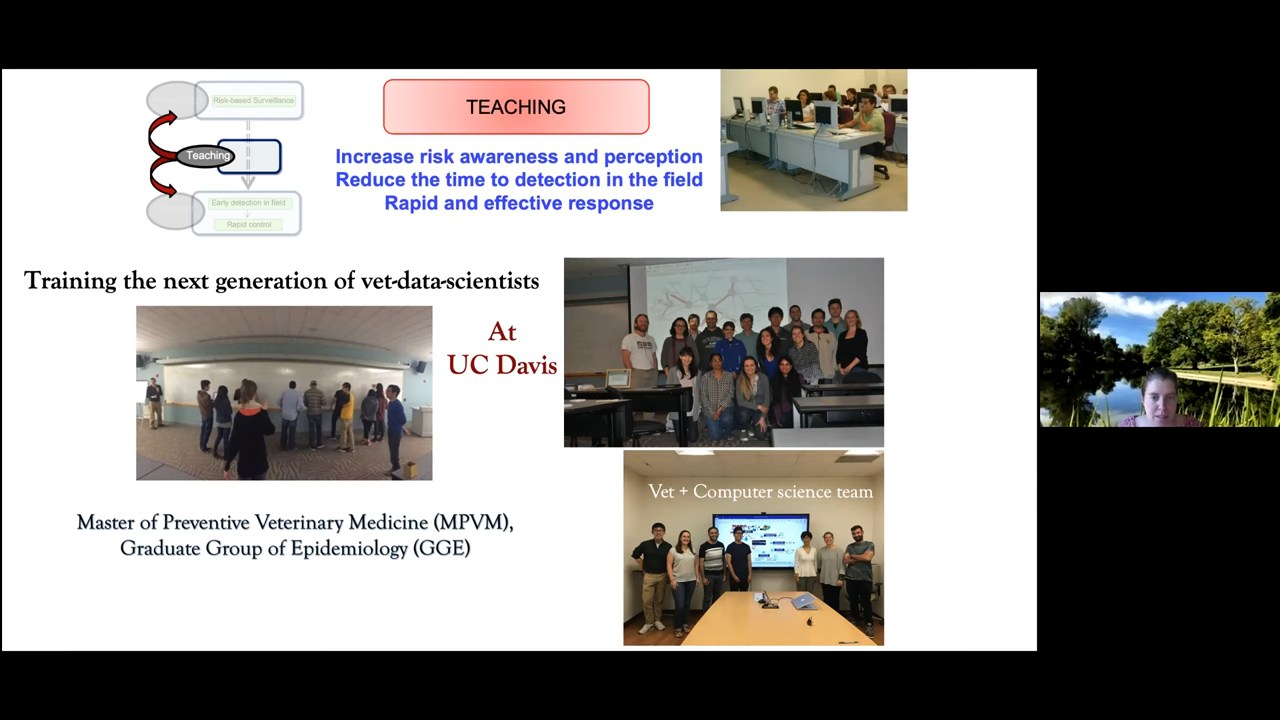 Risk-based Surveillance
Teaching
Early detection in field
Rapid control
TEACHING
Increase risk awareness and perception
Reduce the time to detection in the field
Rapid and effective response
Training the next generation of vet-data-scientists
At
UC Davis
Master of Preventive Veterinary Medicine (MPVM),
Graduate Group of Epidemiology (GGE)
Vet + Computer science team